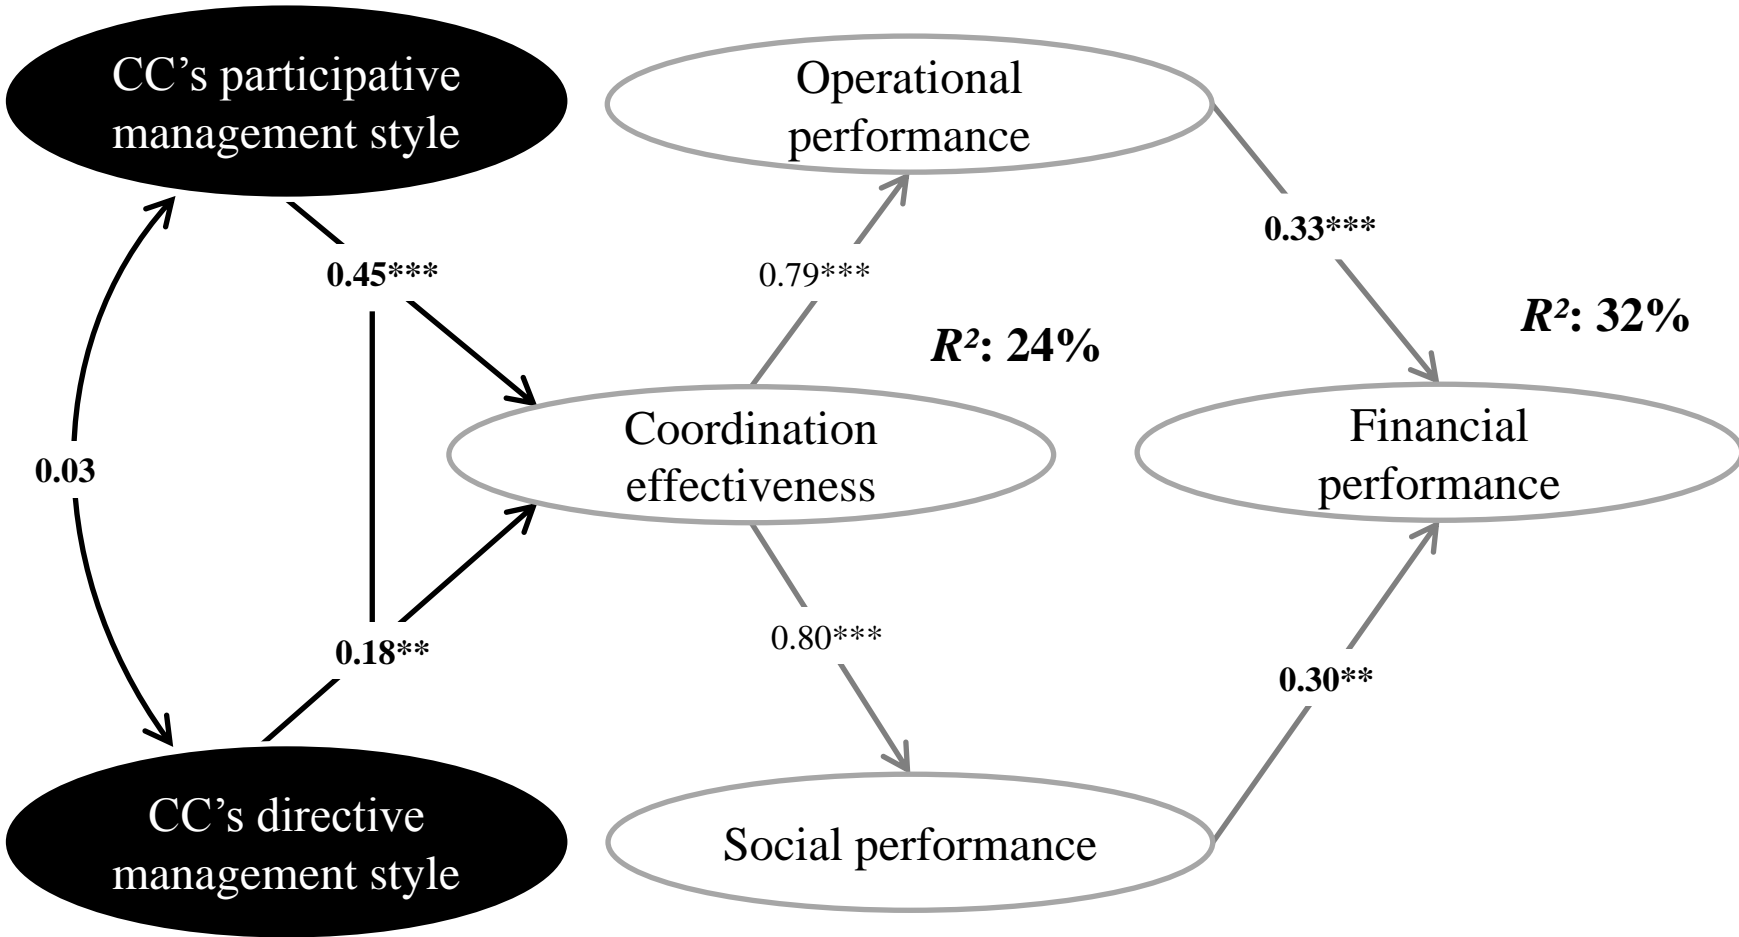 CC’s participative
management style
Operational
performance
0.33***
0.45***
0.79***
R²: 32%
R²: 24%
Coordination
effectiveness
Financial
performance
0.03
0.18**
0.80***
0.30**
CC’s directive
management style
Social performance